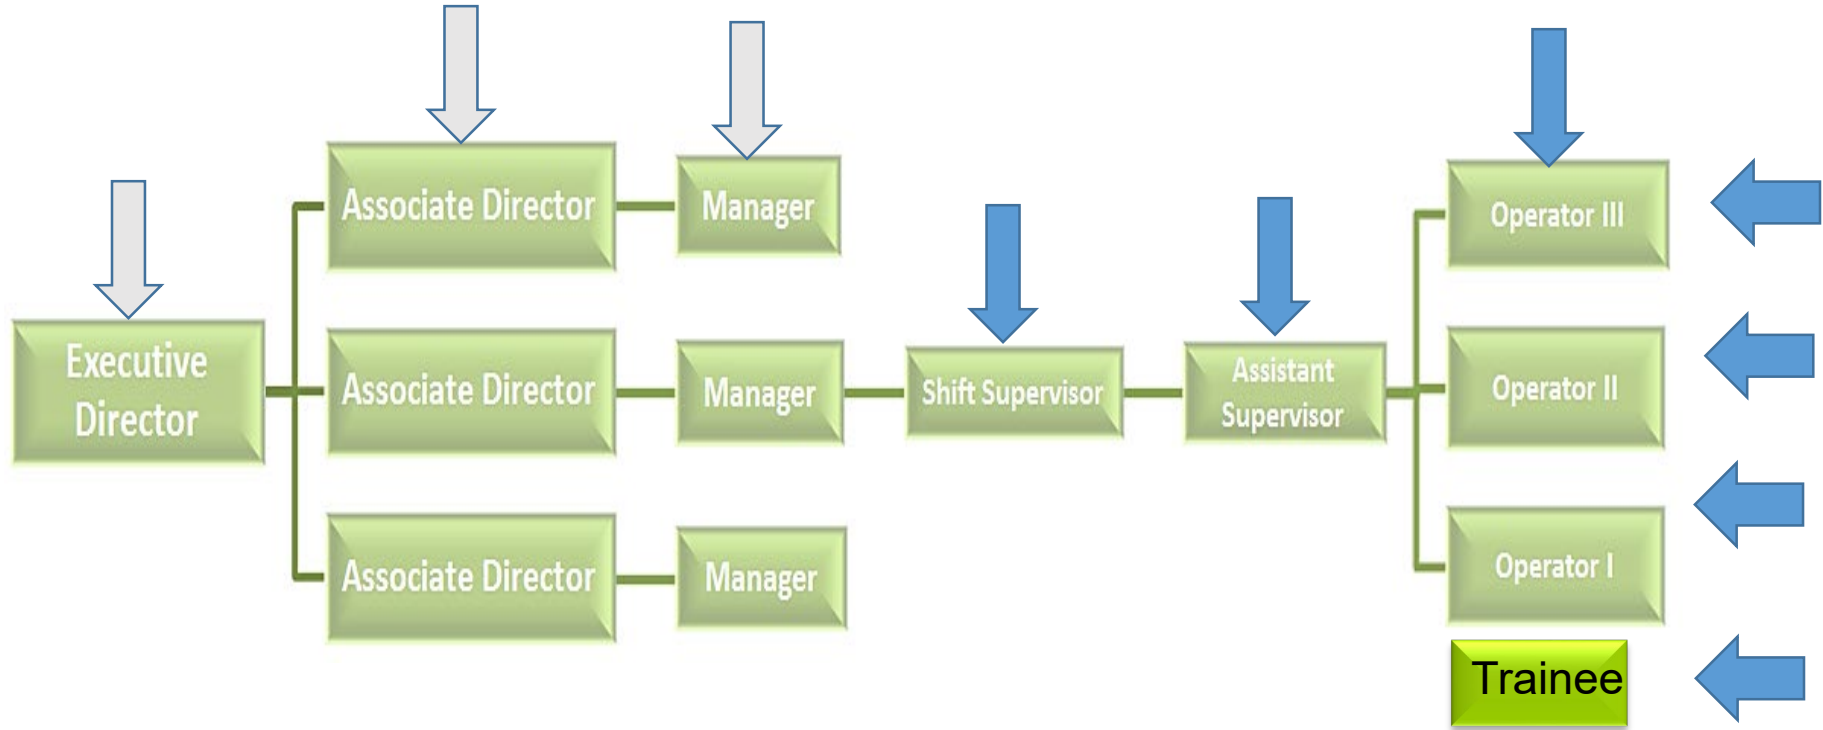 Associate Director
Manager
Operator III
Executive
Director
Associate Director
Manager
Shift Supervisor
Assistant
Supervisor
Operator II
Associate Director
Manager
Operator I
Trainee